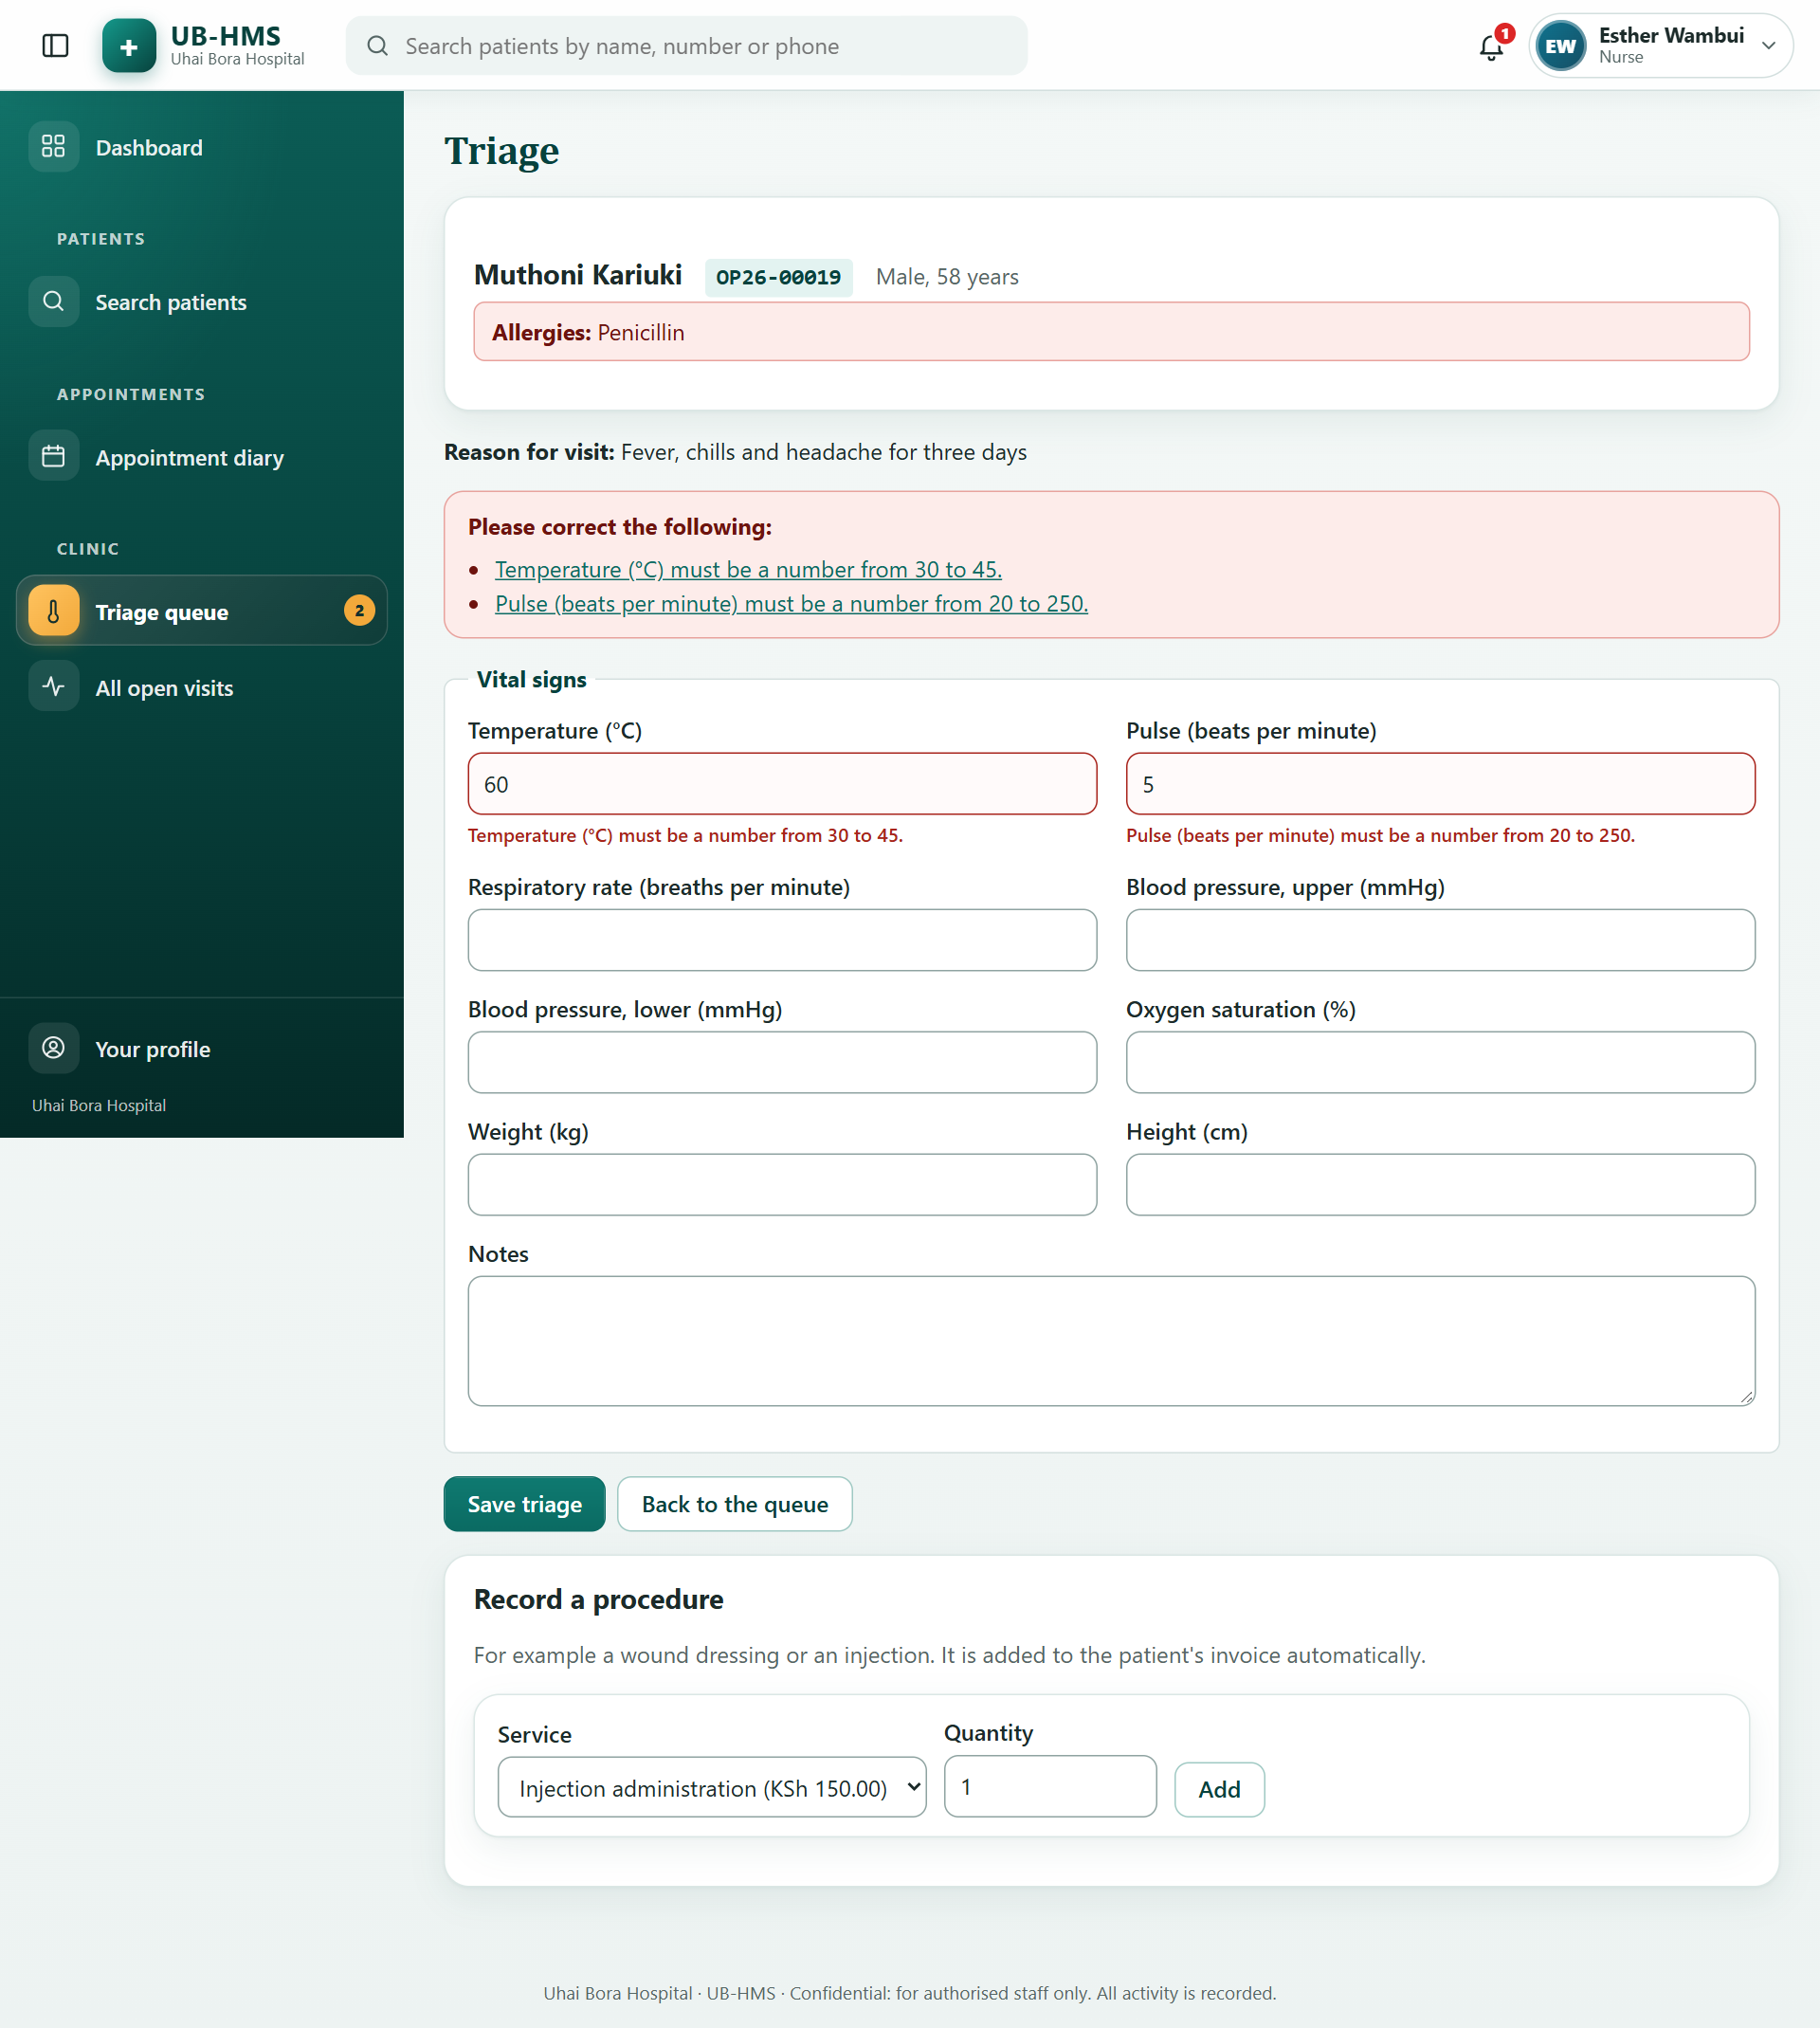 UB-HMS
Uhai Bora Hospital
Search patients by name, number or phone
1
EW
Esther Wambui
Nurse
Dashboard
PATIENTS
Search patients
APPOINTMENTS
Appointment diary
CLINIC
Triage queue 2
All open visits
Your profile
Uhai Bora Hospital
Triage
Muthoni Kariuki OP26-00019 Male, 58 years
Allergies: Penicillin
Reason for visit: Fever, chills and headache for three days
Please correct the following:
Temperature (°C) must be a number from 30 to 45.
Pulse (beats per minute) must be a number from 20 to 250.
Vital signs
Temperature (°C)
60
Temperature (°C) must be a number from 30 to 45.
Pulse (beats per minute)
5
Pulse (beats per minute) must be a number from 20 to 250.
Respiratory rate (breaths per minute)
Blood pressure, upper (mmHg)
Blood pressure, lower (mmHg)
Oxygen saturation (%)
Weight (kg)
Height (cm)
Notes
Save triage
Back to the queue
Record a procedure
For example a wound dressing or an injection. It is added to the patient's invoice automatically.
Service
Injection administration (KSh 150.00)
Quantity
1
Add
Uhai Bora Hospital · UB-HMS · Confidential: for authorised staff only. All activity is recorded.